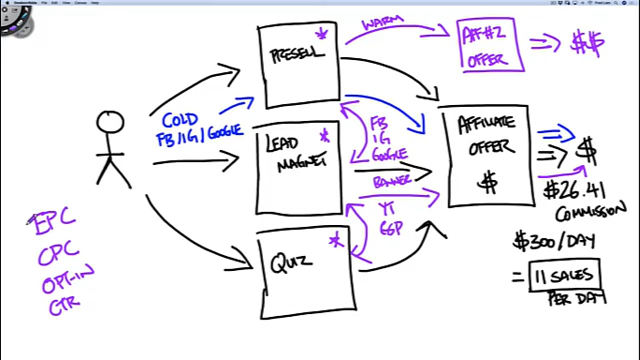 PRESELL
WARM
AFF#2
OFFER
$$
COLD
FB/IG/GOOGLE
FB
IG
GOOGLE
LEAD
MAGNET
BANNER
AFFILIATE
OFFER
$
$
$26.41
COMMISSION
YT
GGP
QUIZ
$300/DAY
= 11 SALES
PER DAY
EPC
CPC
OPT-IN
CTR